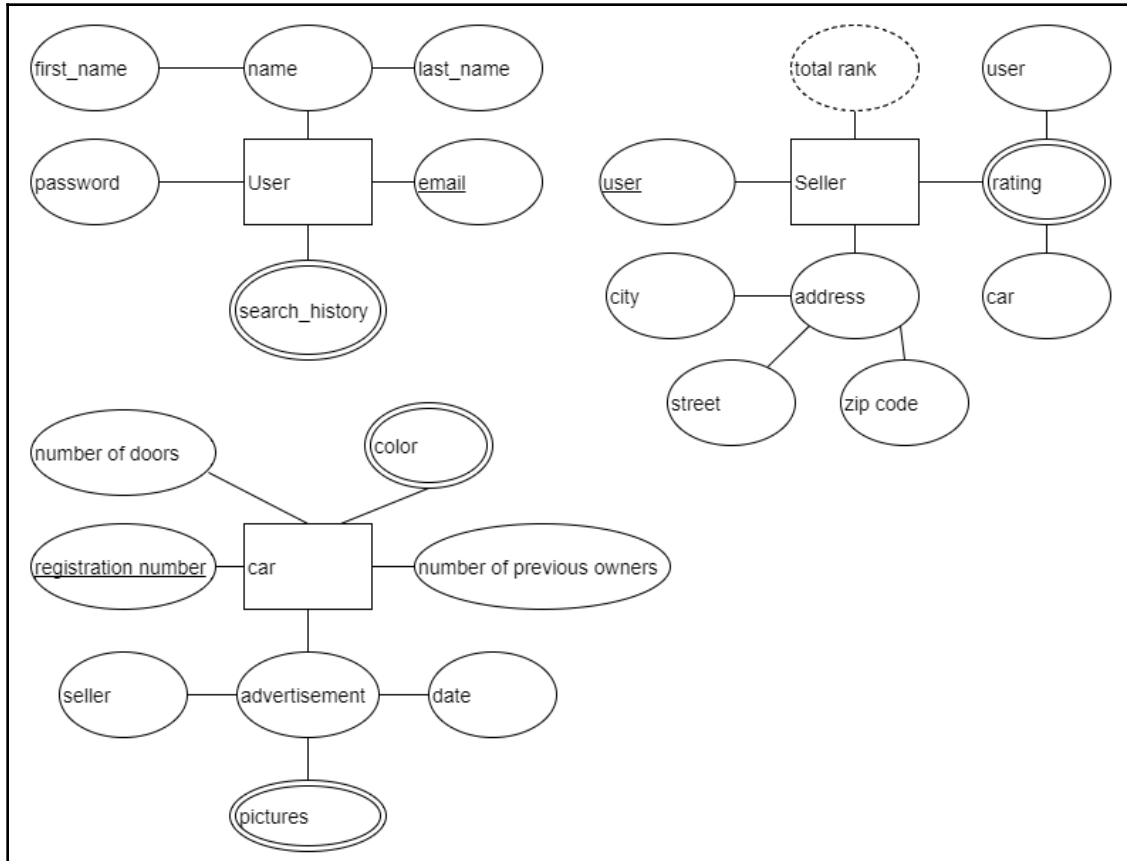 first_name
name
last_name
total rank
user
password
User
email
user
Seller
rating
search_history
city
address
car
street
zip code
number of doors
color
registration number
car
number of previous owners
seller
advertisement
date
pictures